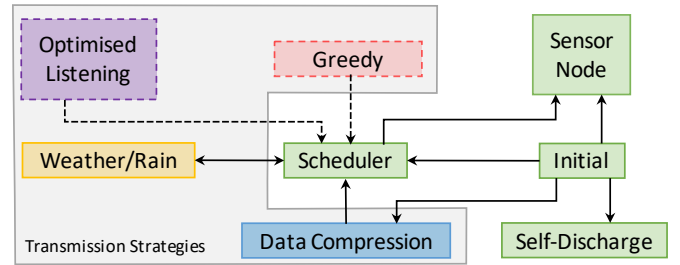 Optimised
Listening
Greedy
Sensor
Node
Weather/Rain
Scheduler
Initial
Transmission Strategies
Data Compression
Self-Discharge